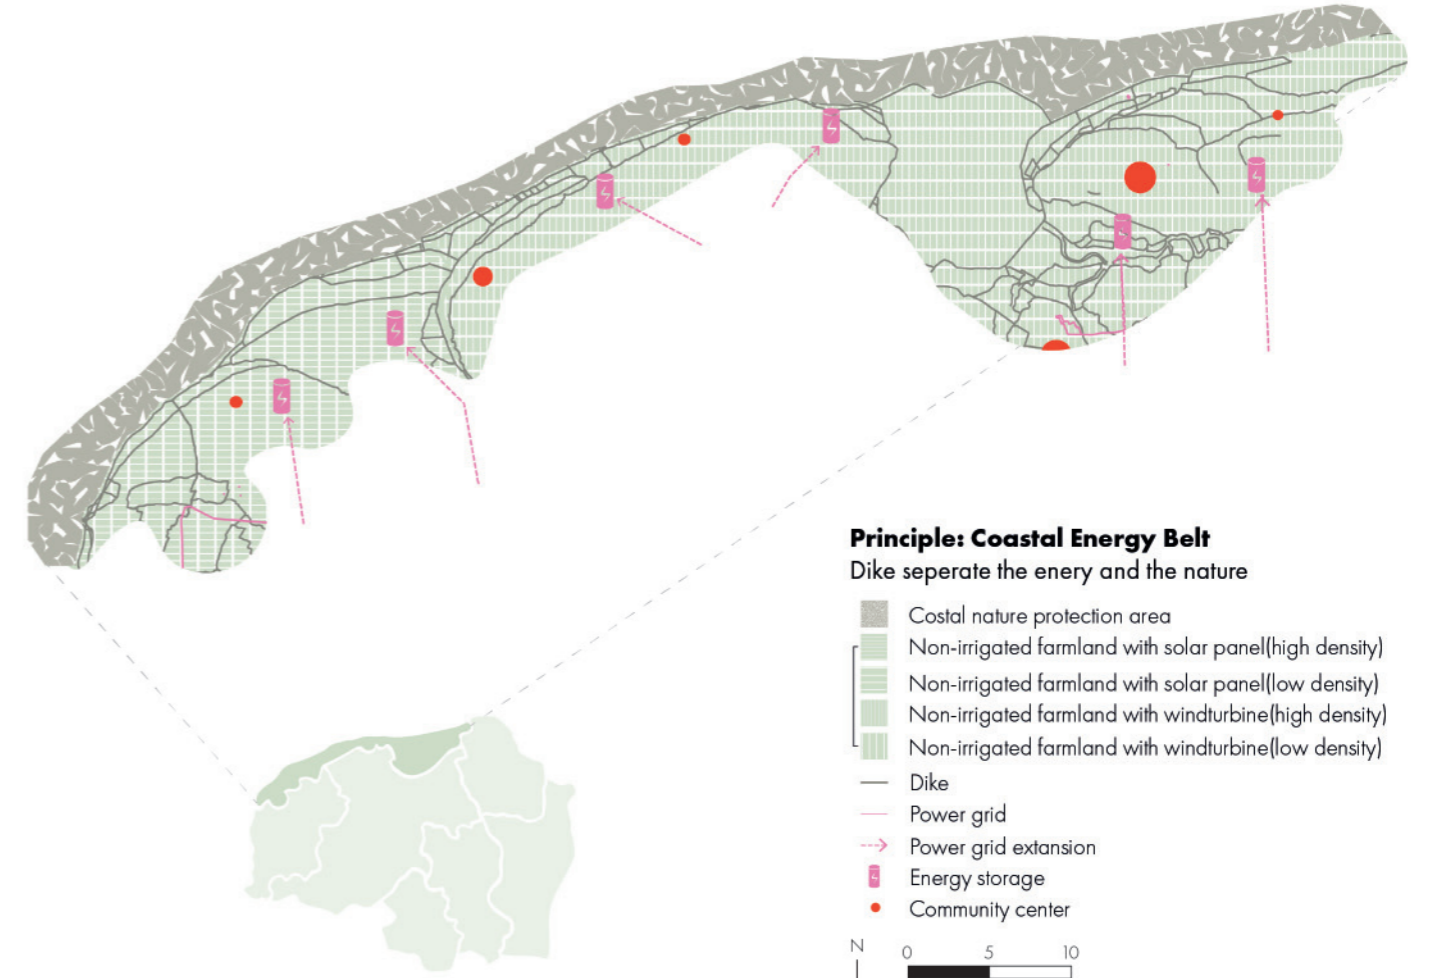 Principle: Coastal Energy Belt
Dike seperate the enery and the nature
Costal nature protection area
Non-irrigated farmland with solar panel(high density)
Non-irrigated farmland with solar panel(low density)
Non-irrigated farmland with windturbine(high density)
Non-irrigated farmland with windturbine(low density)
Dike
Power grid
Power grid extansion
Energy storage
Community center
N 0 5 10